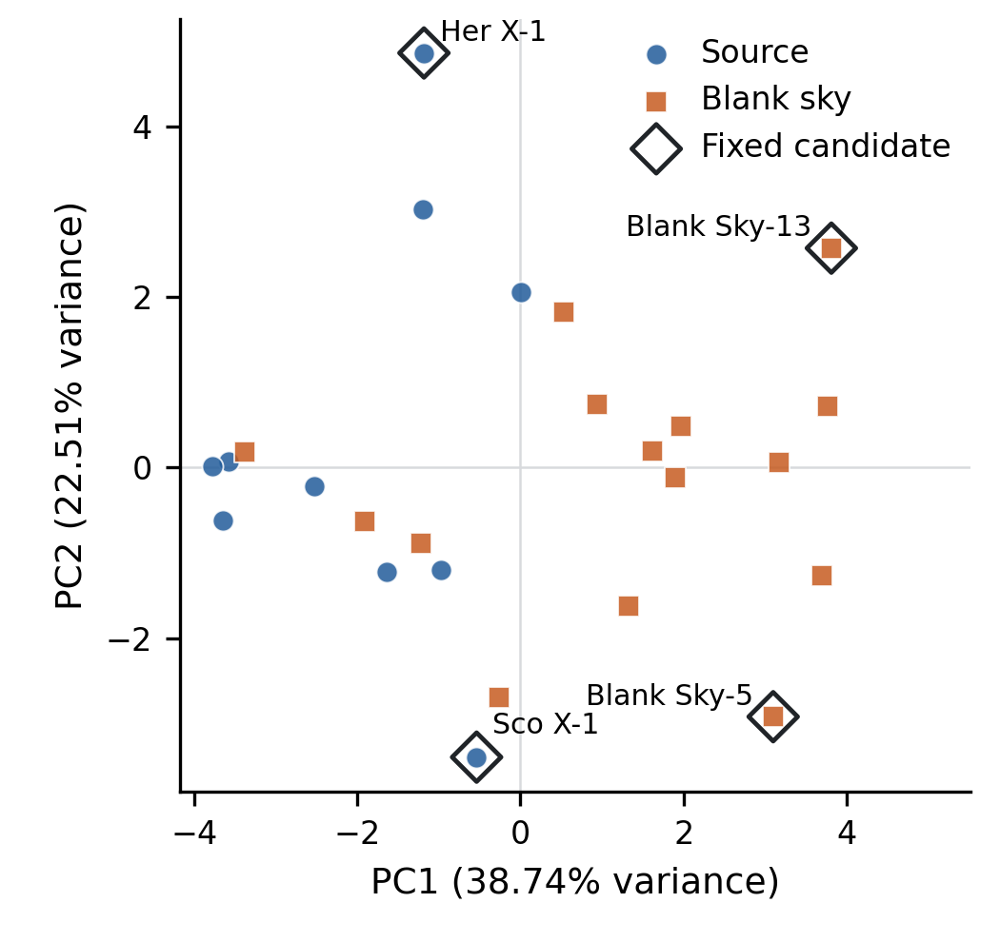 Her X-1
Source
Blank sky
Fixed candidate
Blank Sky-13
Blank Sky-5
Sco X-1
4
2
0
−2
−4
−2
0
2
4
PC1 (38.74% variance)
PC2 (22.51% variance)